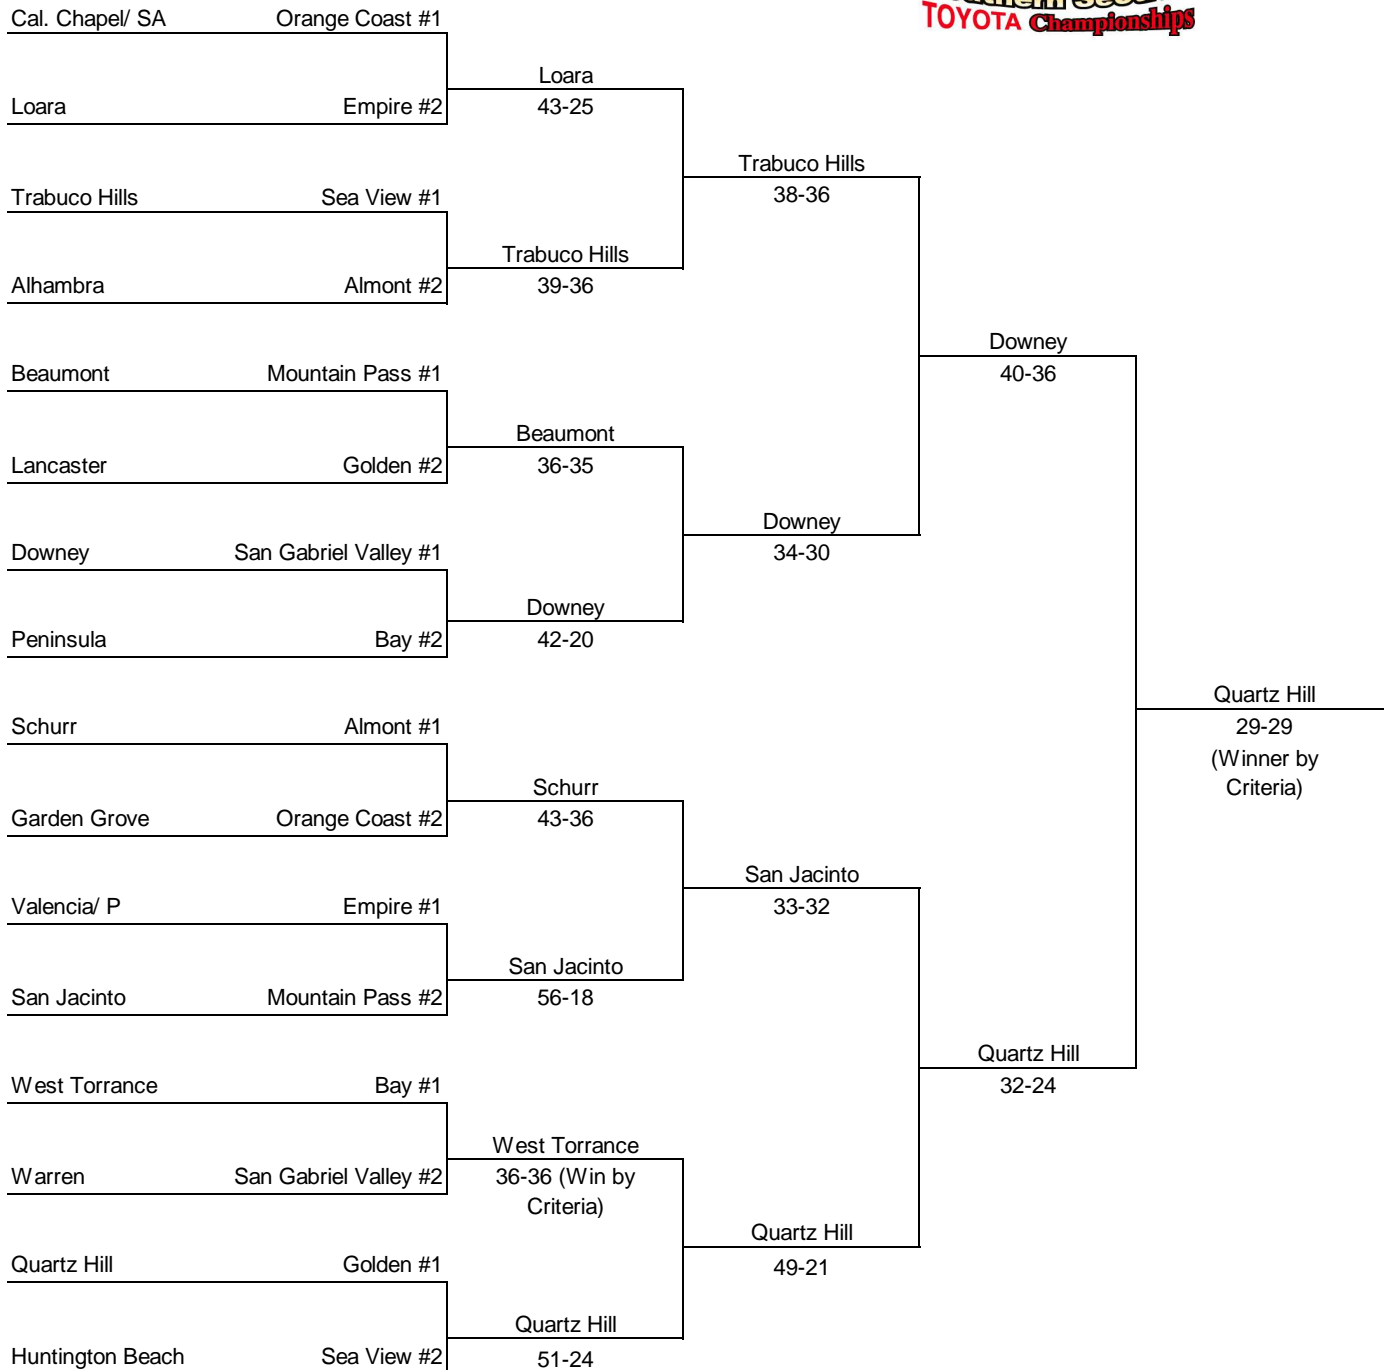 Cal. Chapel/ SA Orange Coast #1
TOYOTA Championships
Loara
Loara Empire #2 43-25
Trabuco Hills
Trabuco Hills Sea View #1 38-36
Trabuco Hills
Alhambra Almont #2 39-36
Downey
Beaumont Mountain Pass #1 40-36
Beaumont
Lancaster Golden #2 36-35
Downey
Downey San Gabriel Valley #1 34-30
Downey
Peninsula Bay #2 42-20
Quartz Hill
Schurr Almont #1 29-29
(Winner by
Criteria)
Schurr
Garden Grove Orange Coast #2 43-36
San Jacinto
Valencia/ P Empire #1 33-32
San Jacinto
San Jacinto Mountain Pass #2 56-18
Quartz Hill
West Torrance Bay #1 32-24
West Torrance
Warren San Gabriel Valley #2 36-36 (Win by
Criteria)
Quartz Hill
Quartz Hill Golden #1 49-21
Quartz Hill
Huntington Beach Sea View #2 51-24